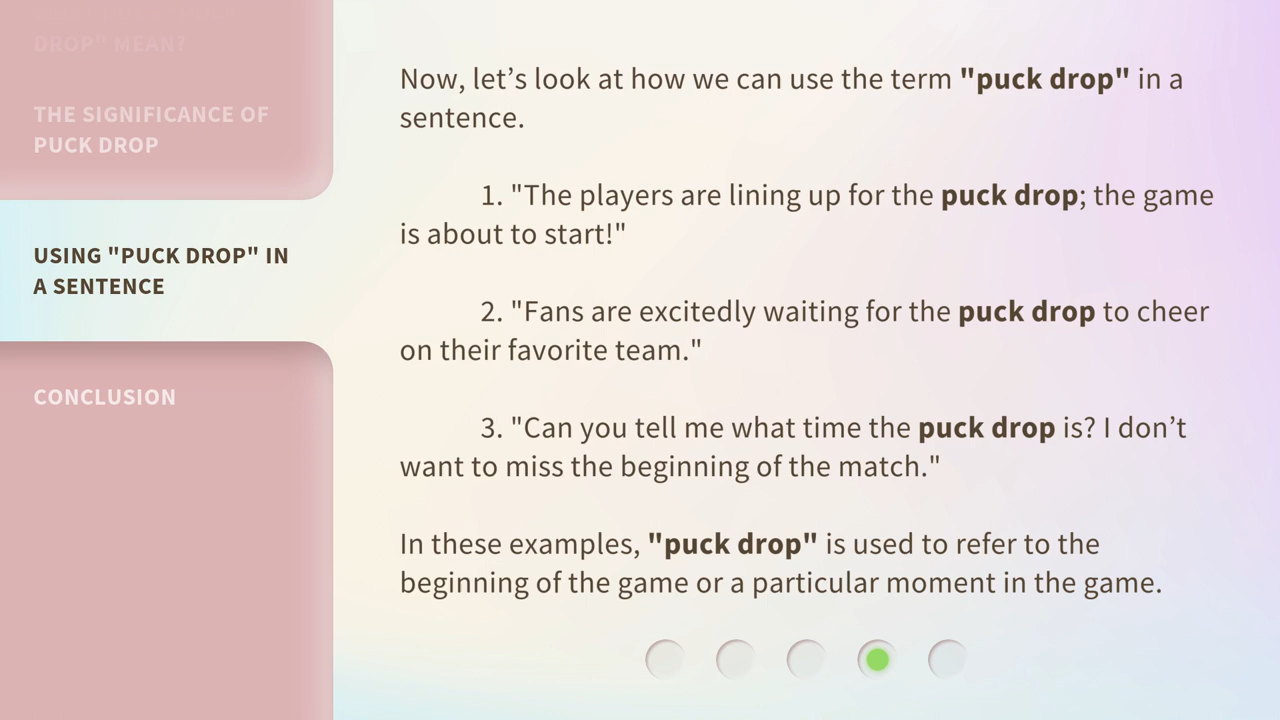 DROP" MEAN?
THE SIGNIFICANCE OF
PUCK DROP
USING "PUCK DROP" IN
A SENTENCE
CONCLUSION
Now, let’s look at how we can use the term "puck drop" in a
sentence.
1. "The players are lining up for the puck drop; the game
is about to start!"
2. "Fans are excitedly waiting for the puck drop to cheer
on their favorite team."
3. "Can you tell me what time the puck drop is? I don’t
want to miss the beginning of the match."
In these examples, "puck drop" is used to refer to the
beginning of the game or a particular moment in the game.